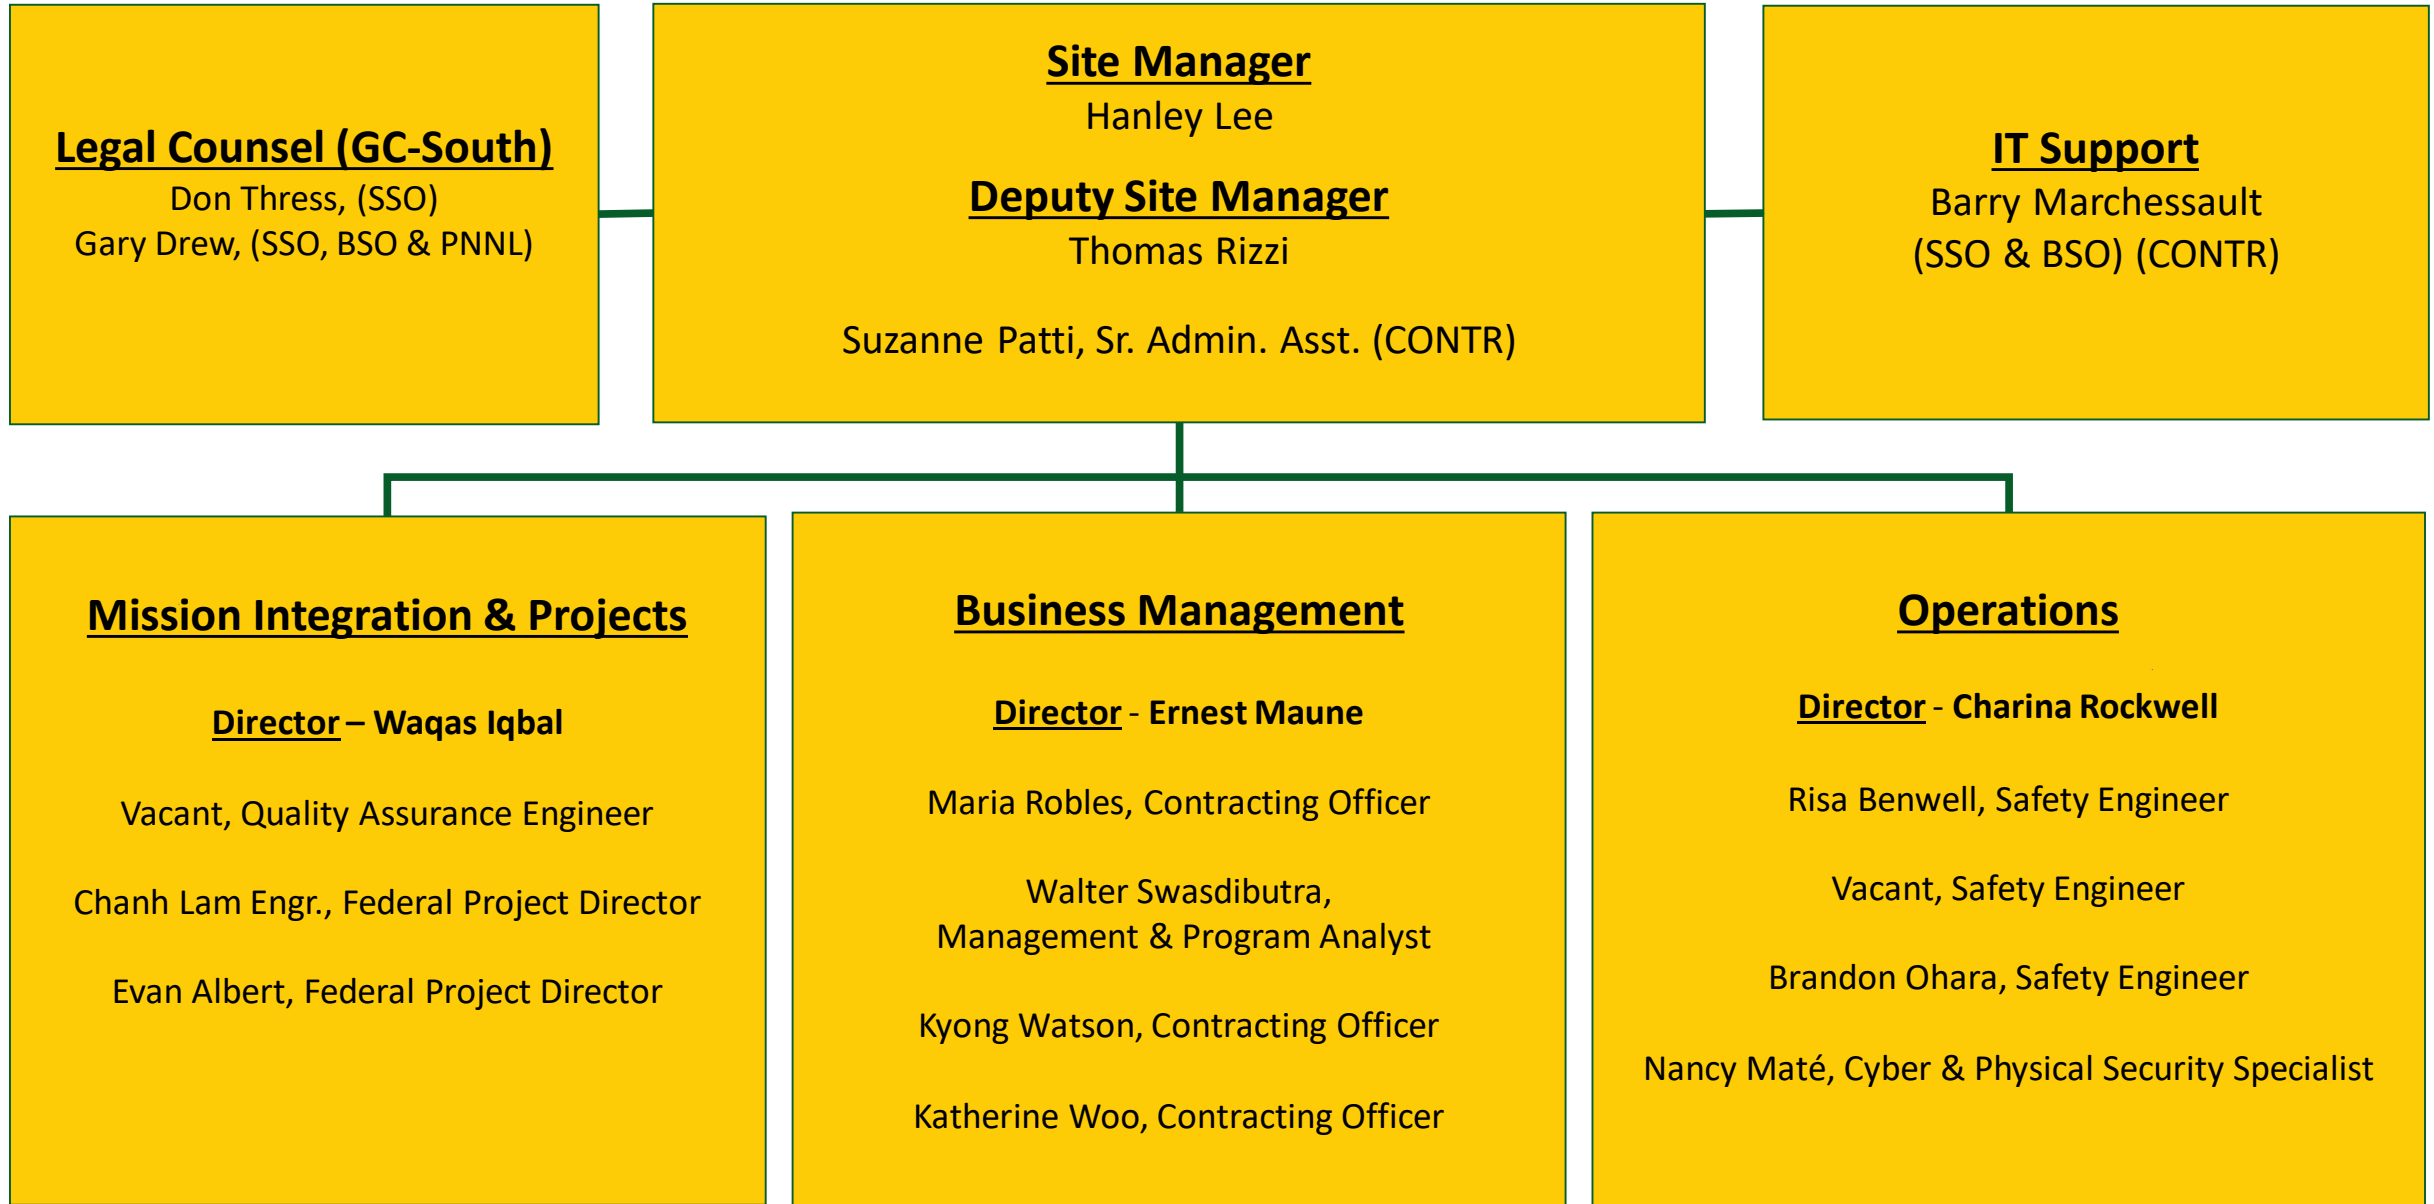 Legal Counsel (GC-South)
Don Thress, (SSO)
Gary Drew, (SSO, BSO & PNNL)
Site Manager
Hanley Lee
Deputy Site Manager
Thomas Rizzi
Suzanne Patti, Sr. Admin. Asst. (CONTR)
IT Support
Barry Marchessault
(SSO & BSO) (CONTR)
Mission Integration & Projects
Director – Waqas Iqbal
Vacant, Quality Assurance Engineer
Chanh Lam Engr., Federal Project Director
Evan Albert, Federal Project Director
Business Management
Director - Ernest Maune
Maria Robles, Contracting Officer
Walter Swasdibutra,
Management & Program Analyst
Kyong Watson, Contracting Officer
Katherine Woo, Contracting Officer
Operations
Director - Charina Rockwell
Risa Benwell, Safety Engineer
Vacant, Safety Engineer
Brandon Ohara, Safety Engineer
Nancy Maté, Cyber & Physical Security Specialist